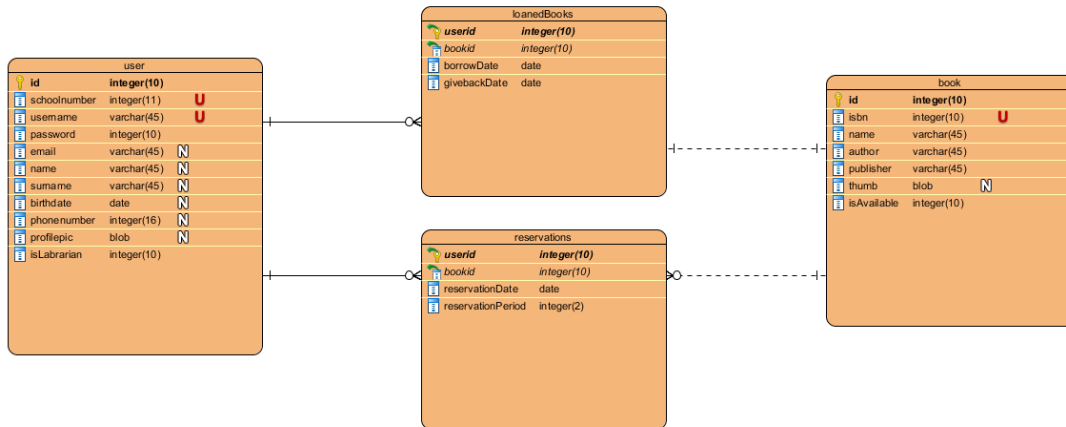 user
id integer(10)
schoolnumber integer(11) U
username varchar(45) U
password integer(10)
email varchar(45) N
name varchar(45) N
surname varchar(45) N
birthdate date N
phonenumber integer(16) N
profilepic blob N
isLabrarian integer(10)
loanedBooks
userid integer(10)
bookid integer(10)
borrowDate date
givebackDate date
reservations
userid integer(10)
bookid integer(10)
reservationDate date
reservationPeriod integer(2)
book
id integer(10)
isbn integer(10) U
name varchar(45)
author varchar(45)
publisher varchar(45)
thumb blob N
isAvailable integer(10)